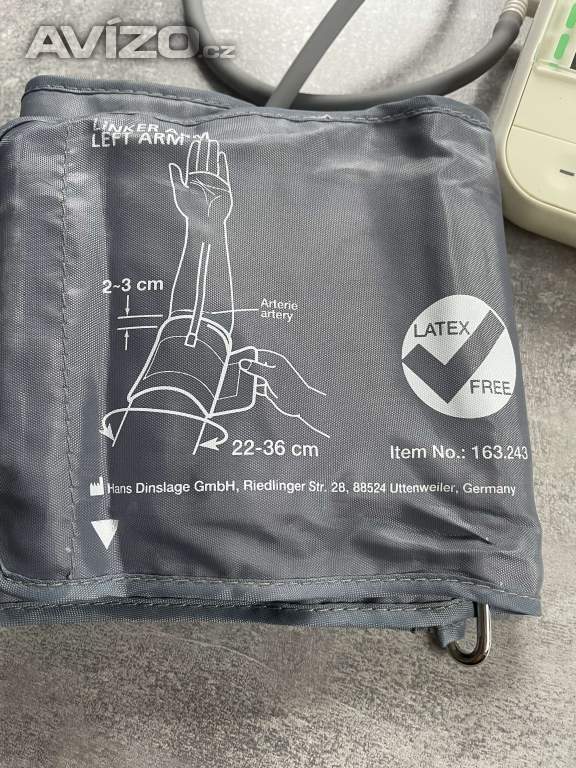 AVÍZO.cz
LINKER ARM
LEFT ARM
2~3 cm
Arterie
artery
LATEX
FREE
22-36 cm
Item No.: 163.243
Hans Dinslage GmbH, Riedlinger Str. 28, 88524 Uttenweiler, Germany